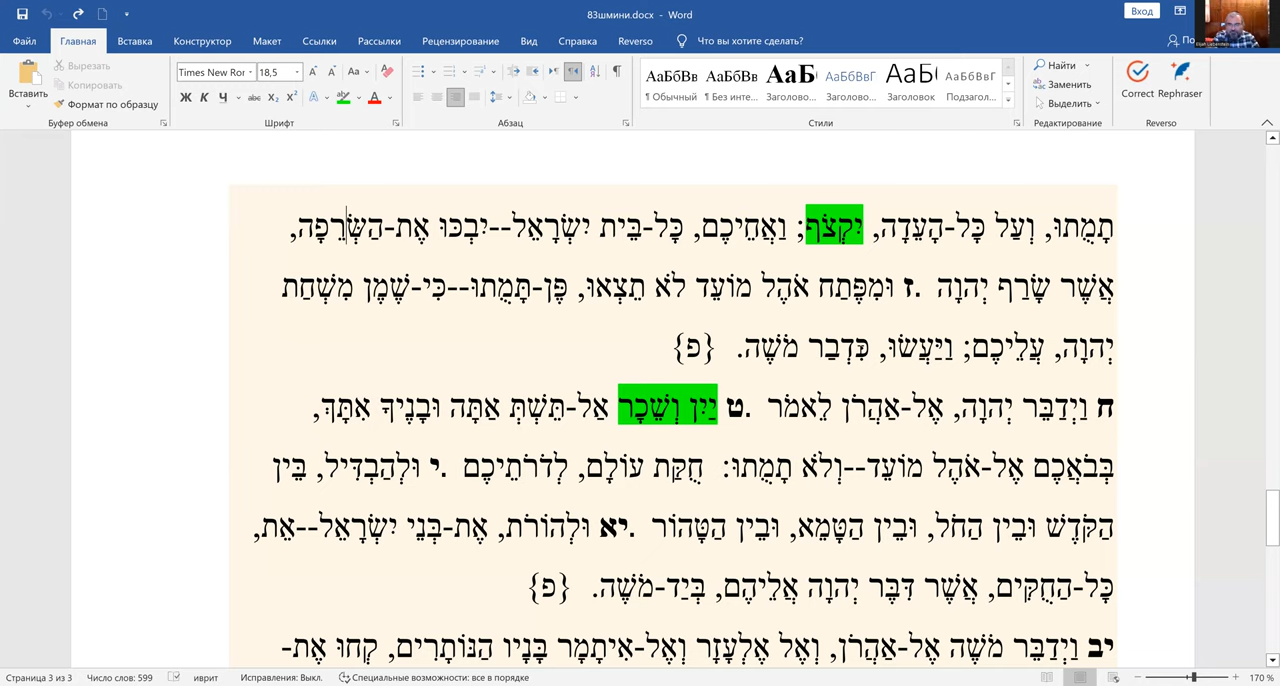 83шмини.docx - Word
Вход
Файл Главная Вставка Конструктор Макет Ссылки Рассылки Рецензирование Вид Справка Reverso Что вы хотите сделать?
Вставить
Вырезать
Копировать
Формат по образцу
Буфер обмена
Times New Ror 18,5
Ж К Ч
Шрифт
Абзац
АаБбВв АаБбВв АаБ АаБбВвГ АаБ АаБбВвГ
¶ Обычный ¶ Без инте... Заголово... Заголово... Заголовок Подзагол...
Стили
Найти
Заменить
Выделить
Редактирование
Correct Rephraser
Reverso
תָמֻתוּ, וְעַל כָּל-הָעֵדָה, יִקְצֹף; וַאֲחֵיכֶם, כָּל-בֵּית יִשְׂרָאֵל--יִבְכּוּ אֶת-הַשְּׂרֵפָה,
אֲשֶׁר שָׂרַף יְהוָה .ז וּמִפֶּתַח אֹהֶל מוֹעֵד לֹא תֵצְאוּ, פֶּן-תָּמֻתוּ--כִּי-שֶׁמֶן מִשְׁחַת
יְהוָה, עֲלֵיכֶם; וַיַּעֲשׂוּ, כִּדְבַר מֹשֶׁה. {פ}
ח וַיְדַבֵּר יְהוָה, אֶל-אַהֲרֹן לֵאמֹר .ט יַיִן וְשֵׁכָר אַל-תֵּשְׁתְּ אַתָּה וּבָנֶיךָ אִתָּךְ,
בְּבֹאֲכֶם אֶל-אֹהֶל מוֹעֵד--וְלֹא תָמֻתוּ: חֻקַּת עוֹלָם, לְדֹרֹתֵיכֶם .י וּלְהַבְדִּיל, בֵּין
הַקֹּדֶשׁ וּבֵין הַחֹל, וּבֵין הַטָּמֵא, וּבֵין הַטָּהוֹר .יא וּלְהוֹרֹת, אֶת-בְּנֵי יִשְׂרָאֵל--אֵת,
כָּל-הַחֻקִּים, אֲשֶׁר דִּבֶּר יְהוָה אֲלֵיהֶם, בְּיַד-מֹשֶׁה. {פ}
יב וַיְדַבֵּר מֹשֶׁה אֶל-אַהֲרֹן, וְאֶל אֶלְעָזָר וְאֶל-אִיתָמָר בָּנָיו הַנּוֹתָרִים, קְחוּ אֶת-
Страница 3 из 3 Число слов: 599 иврит Исправления: Выкл. Специальные возможности: все в порядке 170 %